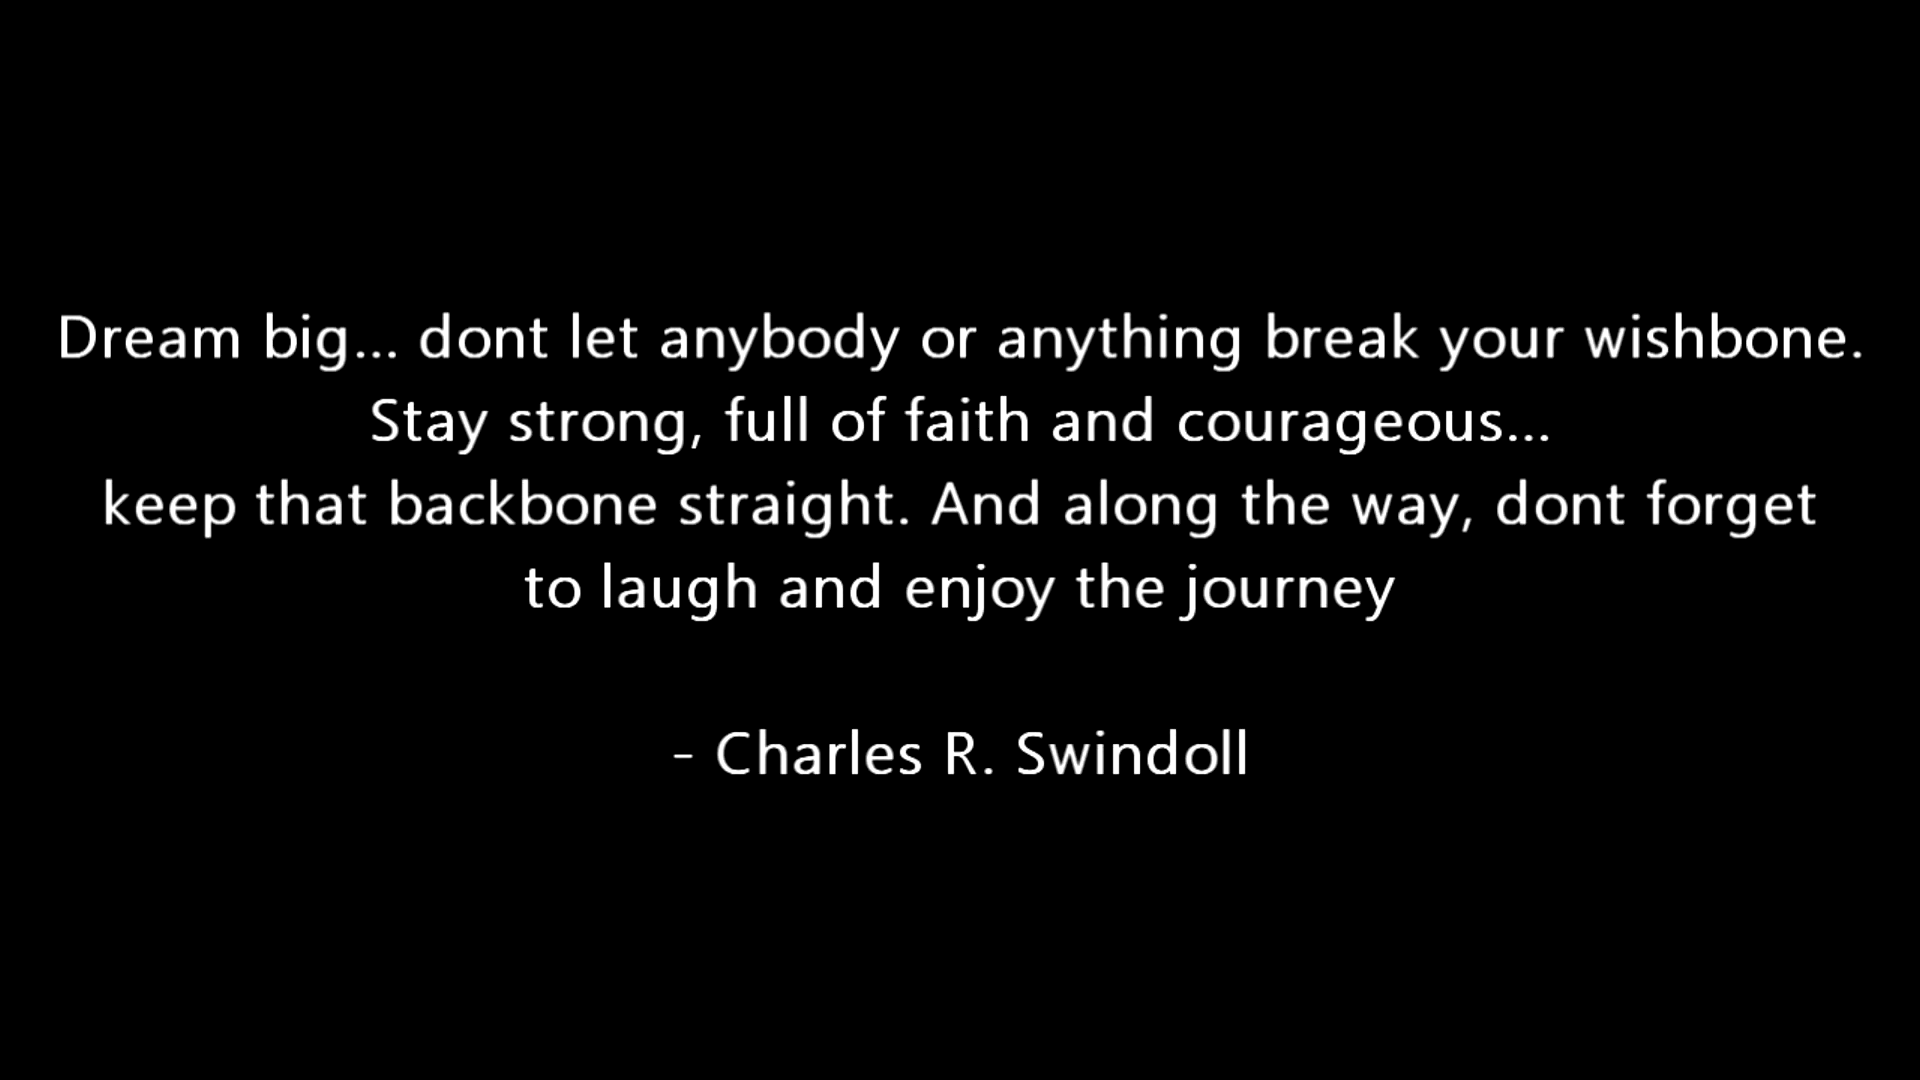 Dream big... dont let anybody or anything break your wishbone.
Stay strong, full of faith and courageous...
keep that backbone straight. And along the way, dont forget
to laugh and enjoy the journey
- Charles R. Swindoll